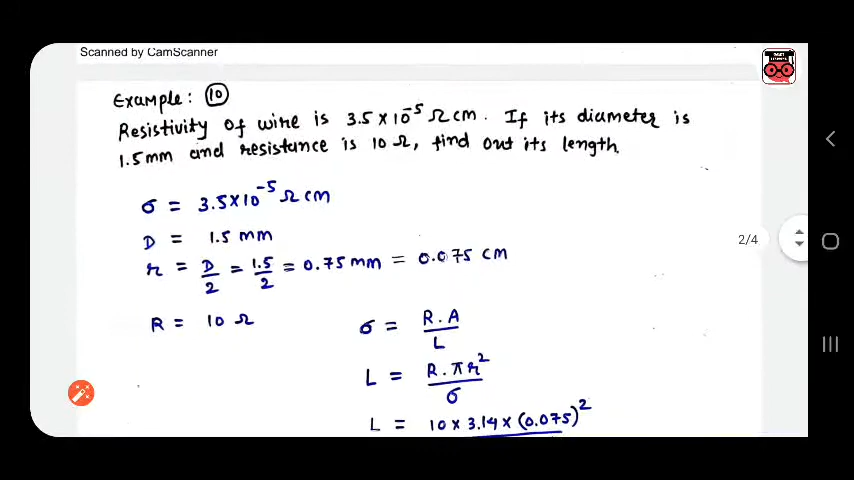 Scanned by CamScanner
Example: 10
Resistivity of wire is 3.5 × 10⁻⁵ Ω cm. If its diameter is
1.5 mm and resistance is 10 Ω, find out its length.
σ = 3.5×10⁻⁵ Ω cm
D = 1.5 mm
r = D/2 = 1.5/2 = 0.75 mm = 0.075 cm
R = 10 Ω
σ = R.A/L
L = R.πr²/σ
L = 10 × 3.14 × (0.075)²
2/4